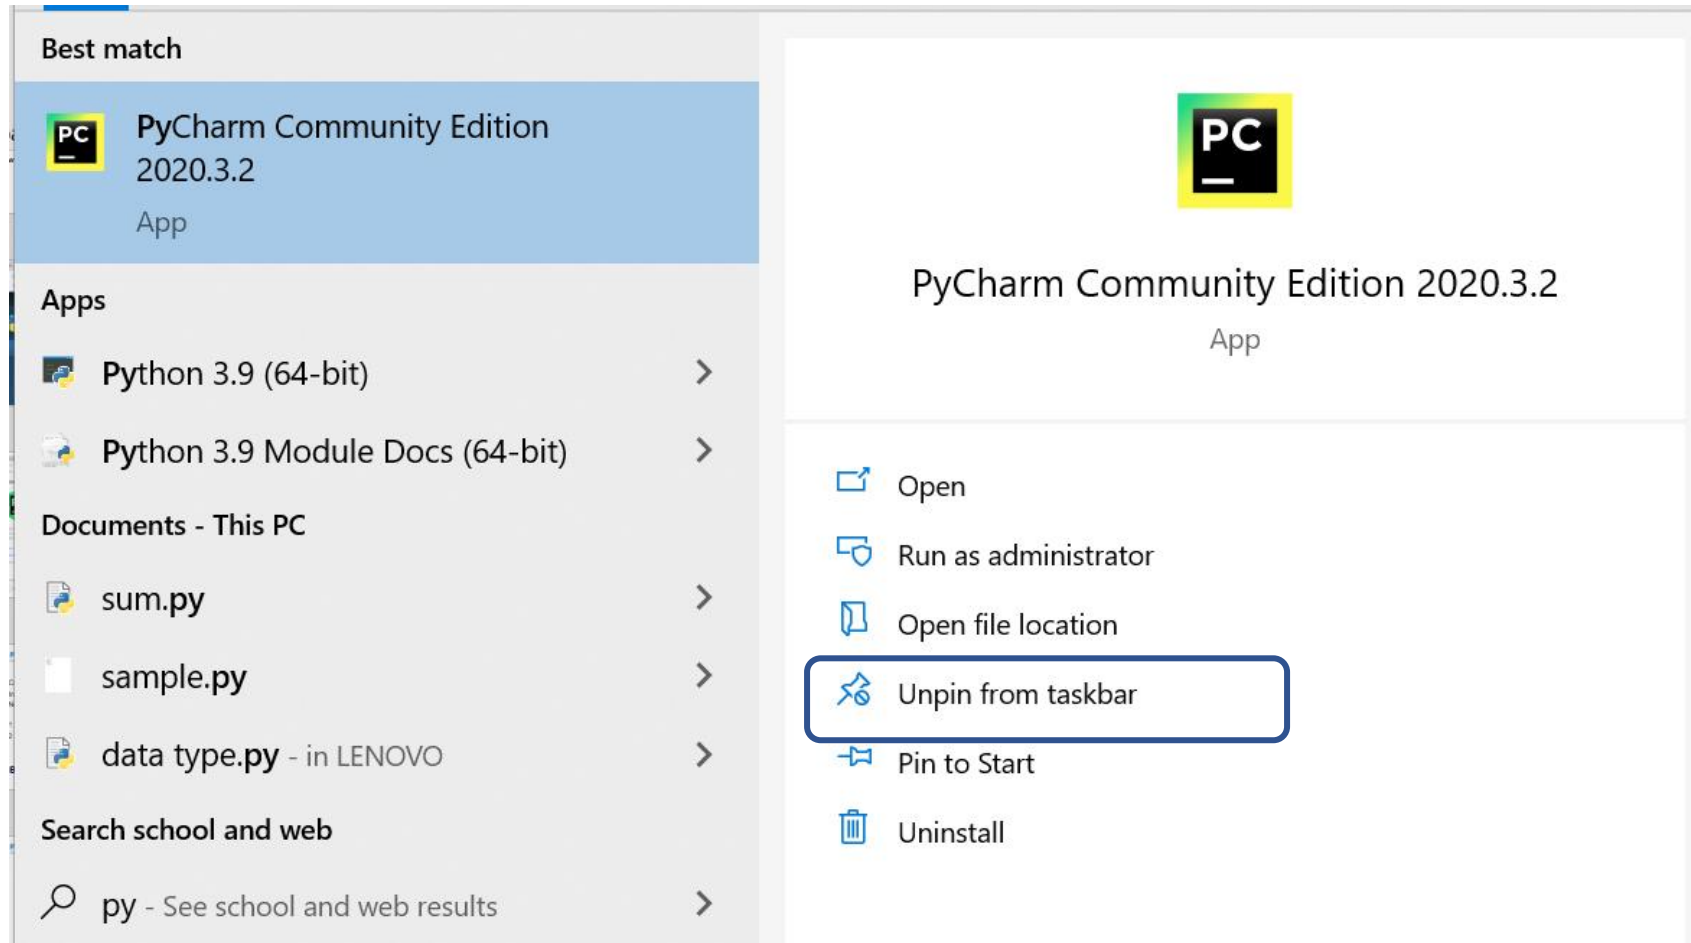 Best match
PC
PyCharm Community Edition
2020.3.2
App
Apps
Python 3.9 (64-bit)
Python 3.9 Module Docs (64-bit)
Documents - This PC
sum.py
sample.py
data type.py - in LENOVO
Search school and web
py - See school and web results
PC
PyCharm Community Edition 2020.3.2
App
Open
Run as administrator
Open file location
Unpin from taskbar
Pin to Start
Uninstall